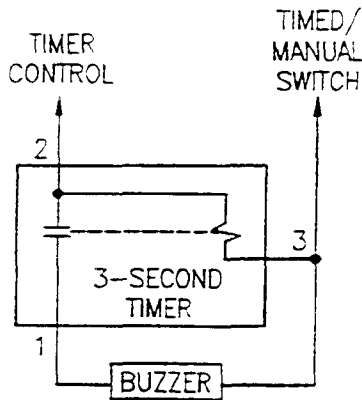 TIMER
CONTROL
TIMED/
MANUAL
SWITCH
2
3
3-SECOND
TIMER
1
BUZZER